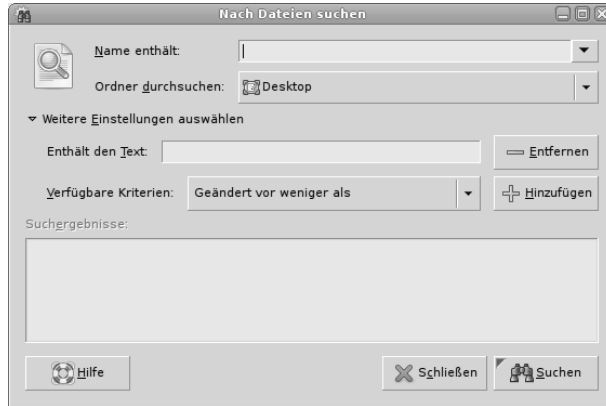 Nach Dateien suchen
Name enthält:
Ordner durchsuchen: Desktop
Weitere Einstellungen auswählen
Enthält den Text: Entfernen
Verfügbare Kriterien: Geändert vor weniger als Hinzufügen
Suchergebnisse:
Hilfe Schließen Suchen